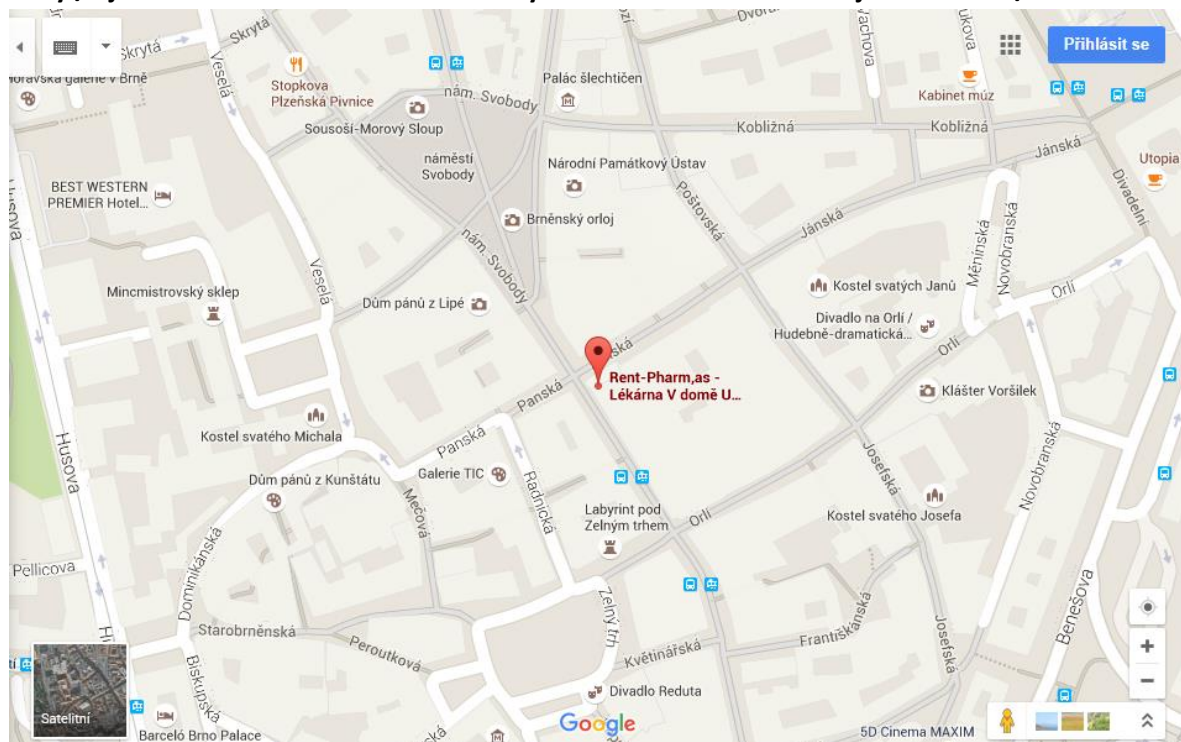 Skrytá
Skrytá
Dvořá
Přihlásit se
Moravská galerie v Brně
Veselá
Stopkova
Plzeňská Pivnice
nám. Svobody
Palác šlechtičen
Kabinet múz
Sousoší-Morový Sloup
Kobližná
Kobližná
náměstí
Svobody
Národní Památkový Ústav
Jánská
Utopia
BEST WESTERN
PREMIER Hotel...
Poštovská
Divadelní
Brněnský orloj
Jánská
Měnínská
Novobranská
nám. Svobody
Veselá
Mincmistrovský sklep
Dům pánů z Lipé
Kostel svatých Janů
Orlí
Divadlo na Orlí /
Hudebně-dramatická...
Orlí
Rent-Pharm,as -
Lékárna V domě U...
Panská
Klášter Voršilek
Kostel svatého Michala
Panská
Husova
Galerie TIC
Josefská
Novobranská
Dům pánů z Kunštátu
Radnická
Mečová
Labyrint pod
Zelným trhem
Orlí
Kostel svatého Josefa
Pellicova
Dominikánská
Zelný trh
Benešova
Starobrněnská
Peroutkova
Františkánská
Josefská
Květinářská
Biskupská
Divadlo Reduta
Satelitní
Google
5D Cinema MAXIM
Barceló Brno Palace